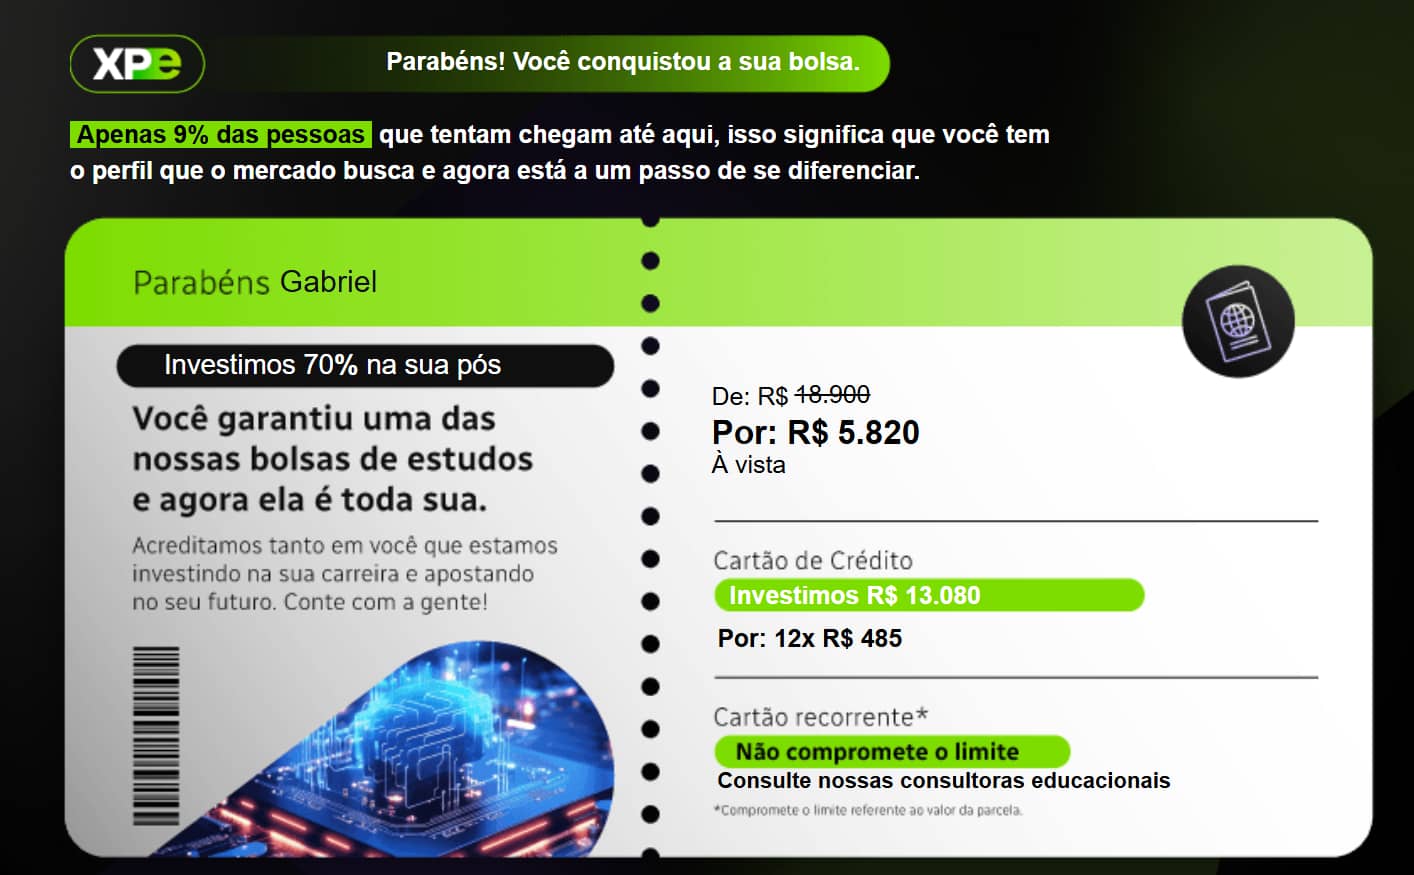 XPe
Parabéns! Você conquistou a sua bolsa.
Apenas 9% das pessoas que tentam chegam até aqui, isso significa que você tem
o perfil que o mercado busca e agora está a um passo de se diferenciar.
Parabéns Gabriel
Investimos 70% na sua pós
Você garantiu uma das
nossas bolsas de estudos
e agora ela é toda sua.
Acreditamos tanto em você que estamos
investindo na sua carreira e apostando
no seu futuro. Conte com a gente!
De: R$ 18.900
Por: R$ 5.820
À vista
Cartão de Crédito
Investimos R$ 13.080
Por: 12x R$ 485
Cartão recorrente*
Não compromete o limite
Consulte nossas consultoras educacionais
*Compromete o limite referente ao valor da parcela.